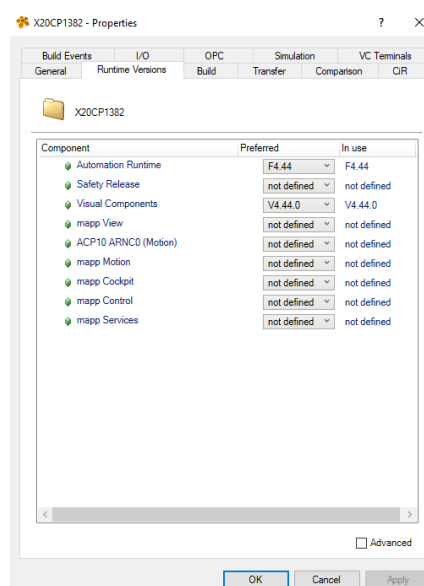 X20CP1382 - Properties ? ×
Build Events I/O OPC Simulation VC Terminals
General Runtime Versions Build Transfer Comparison CiR
X20CP1382
Component Preferred In use
Automation Runtime F4.44 F4.44
Safety Release not defined not defined
Visual Components V4.44.0 V4.44.0
mapp View not defined not defined
ACP10 ARNC0 (Motion) not defined not defined
mapp Motion not defined not defined
mapp Cockpit not defined not defined
mapp Control not defined not defined
mapp Services not defined not defined
Advanced
OK Cancel Apply